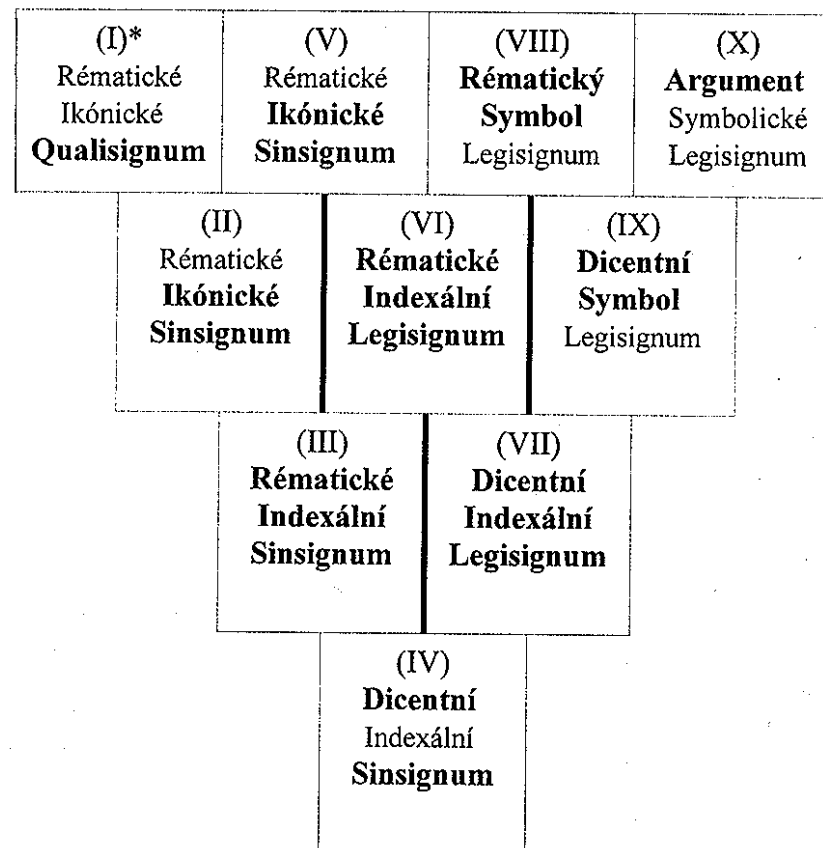 (I)*
Rématické
Ikónické
Qualisignum
(V)
Rématické
Ikónické
Sinsignum
(VIII)
Rématický
Symbol
Legisignum
(X)
Argument
Symbolické
Legisignum
(II)
Rématické
Ikónické
Sinsignum
(VI)
Rématické
Indexální
Legisignum
(IX)
Dicentní
Symbol
Legisignum
(III)
Rématické
Indexální
Sinsignum
(VII)
Dicentní
Indexální
Legisignum
(IV)
Dicentní
Indexální
Sinsignum